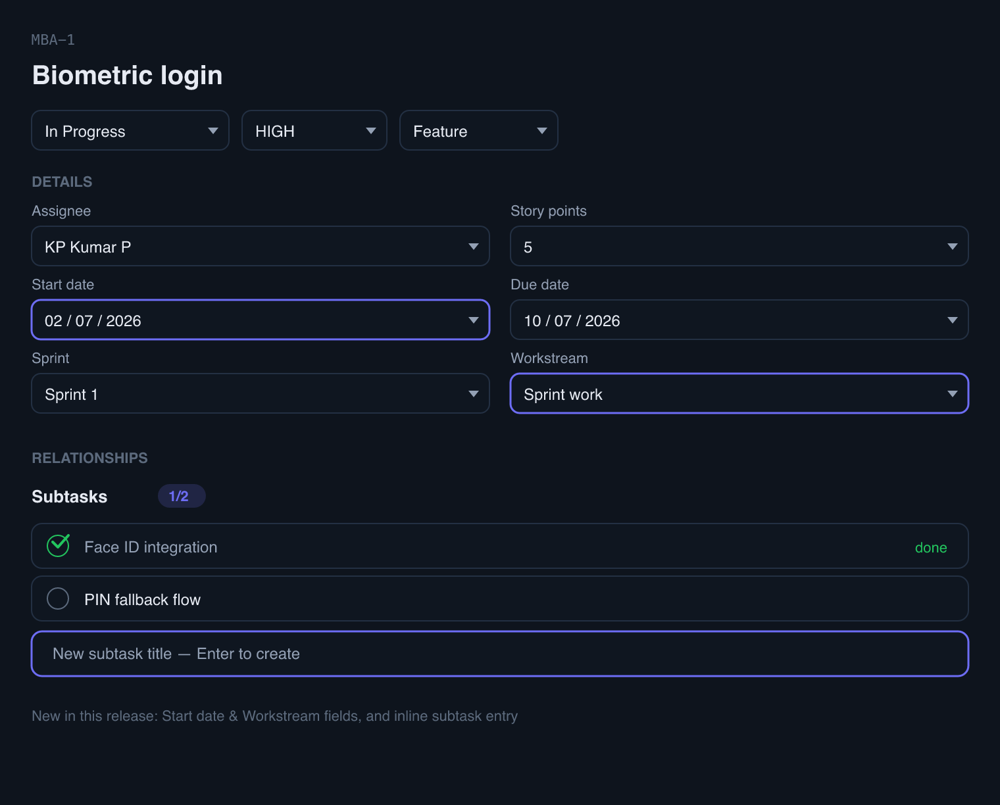 MBA-1
Biometric login
In Progress HIGH Feature
DETAILS
Assignee Story points
KP Kumar P 5
Start date Due date
02 / 07 / 2026 10 / 07 / 2026
Sprint Workstream
Sprint 1 Sprint work
RELATIONSHIPS
Subtasks 1/2
Face ID integration done
PIN fallback flow
New subtask title — Enter to create
New in this release: Start date & Workstream fields, and inline subtask entry